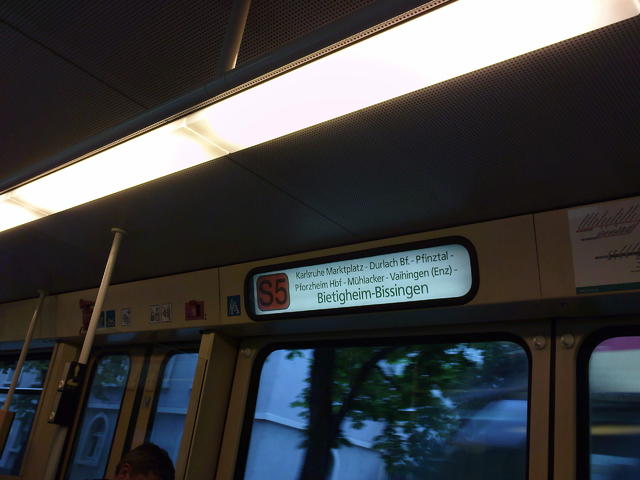 S5
Karlsruhe Marktplatz - Durlach Bf. - Pfinztal -
Pforzheim Hbf - Mühlacker - Vaihingen (Enz) -
Bietigheim-Bissingen